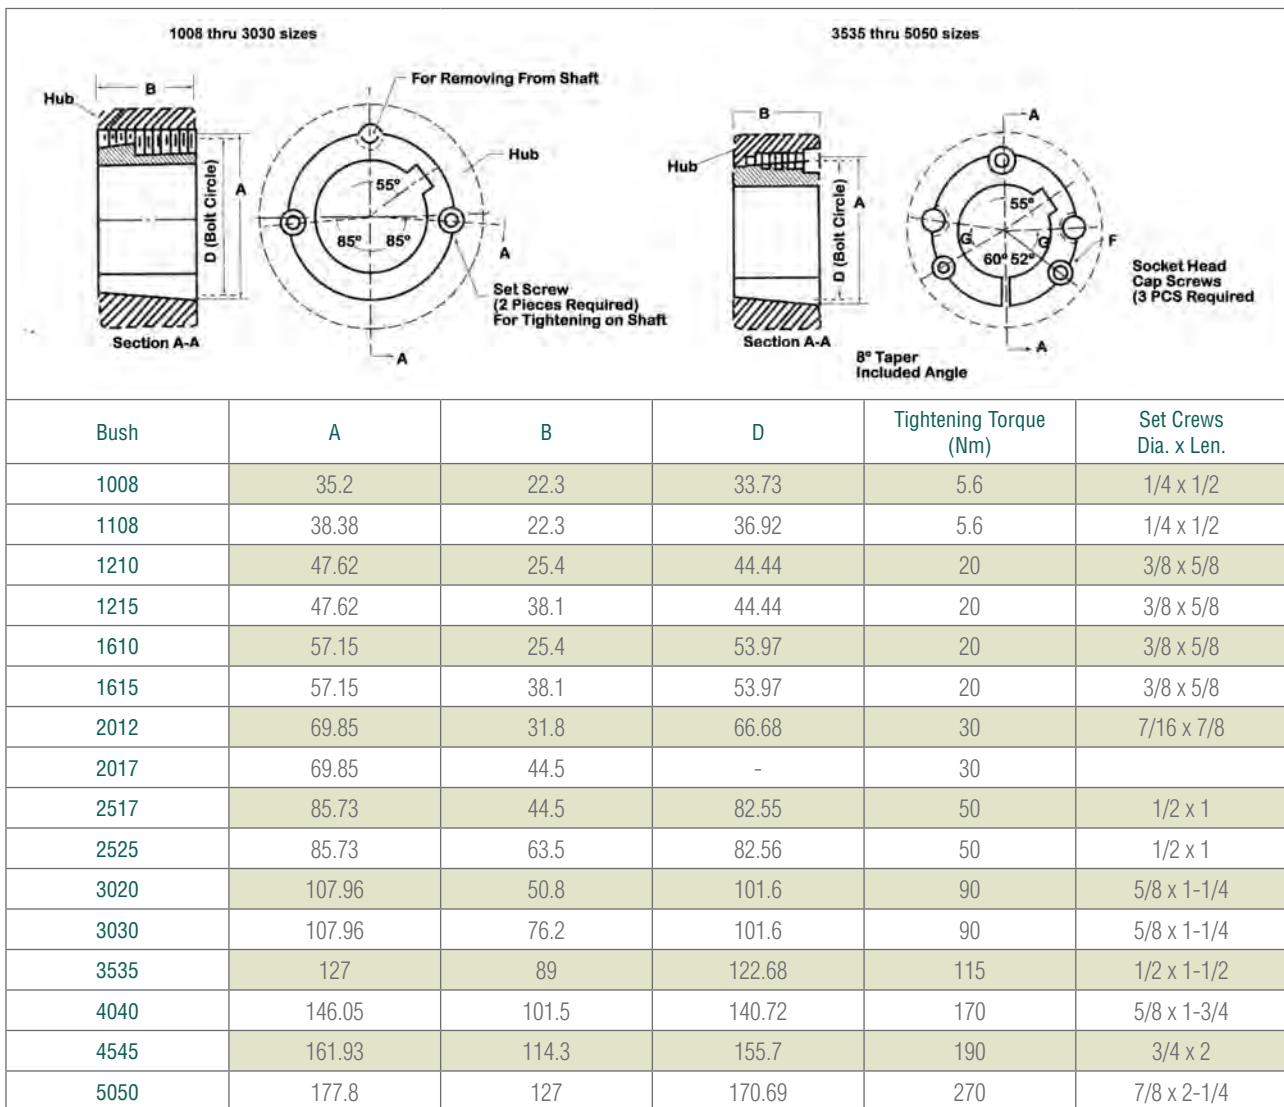 1008 thru 3030 sizes
B
Hub
For Removing From Shaft
Hub
D (Bolt Circle)
A
55°
85° 85°
A
Set Screw
(2 Pieces Required)
For Tightening on Shaft
Section A-A
A
3535 thru 5050 sizes
B
A
Hub
D (Bolt Circle)
A
55°
G G
F
60° 52°
Socket Head
Cap Screws
(3 PCS Required
Section A-A
A
8° Taper
Included Angle
Bush A B D Tightening Torque (Nm) Set Crews Dia. x Len.
1008 35.2 22.3 33.73 5.6 1/4 x 1/2
1108 38.38 22.3 36.92 5.6 1/4 x 1/2
1210 47.62 25.4 44.44 20 3/8 x 5/8
1215 47.62 38.1 44.44 20 3/8 x 5/8
1610 57.15 25.4 53.97 20 3/8 x 5/8
1615 57.15 38.1 53.97 20 3/8 x 5/8
2012 69.85 31.8 66.68 30 7/16 x 7/8
2017 69.85 44.5 - 30
2517 85.73 44.5 82.55 50 1/2 x 1
2525 85.73 63.5 82.56 50 1/2 x 1
3020 107.96 50.8 101.6 90 5/8 x 1-1/4
3030 107.96 76.2 101.6 90 5/8 x 1-1/4
3535 127 89 122.68 115 1/2 x 1-1/2
4040 146.05 101.5 140.72 170 5/8 x 1-3/4
4545 161.93 114.3 155.7 190 3/4 x 2
5050 177.8 127 170.69 270 7/8 x 2-1/4